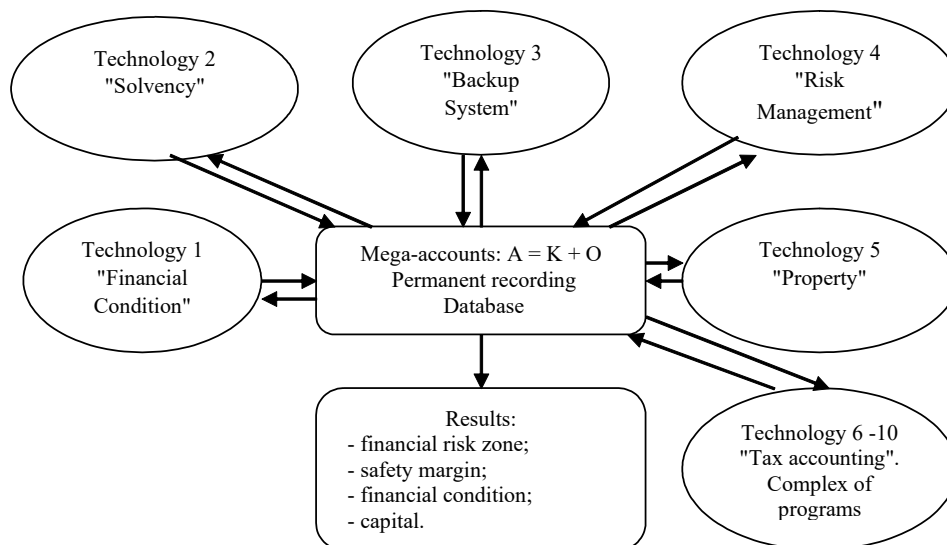 Technology 2
"Solvency"
Technology 3
"Backup
System"
Technology 4
"Risk
Management"
Technology 1
"Financial
Condition"
Mega-accounts: A = K + O
Permanent recording
Database
Technology 5
"Property"
Results:
- financial risk zone;
- safety margin;
- financial condition;
- capital.
Technology 6 -10
"Tax accounting".
Complex of
programs